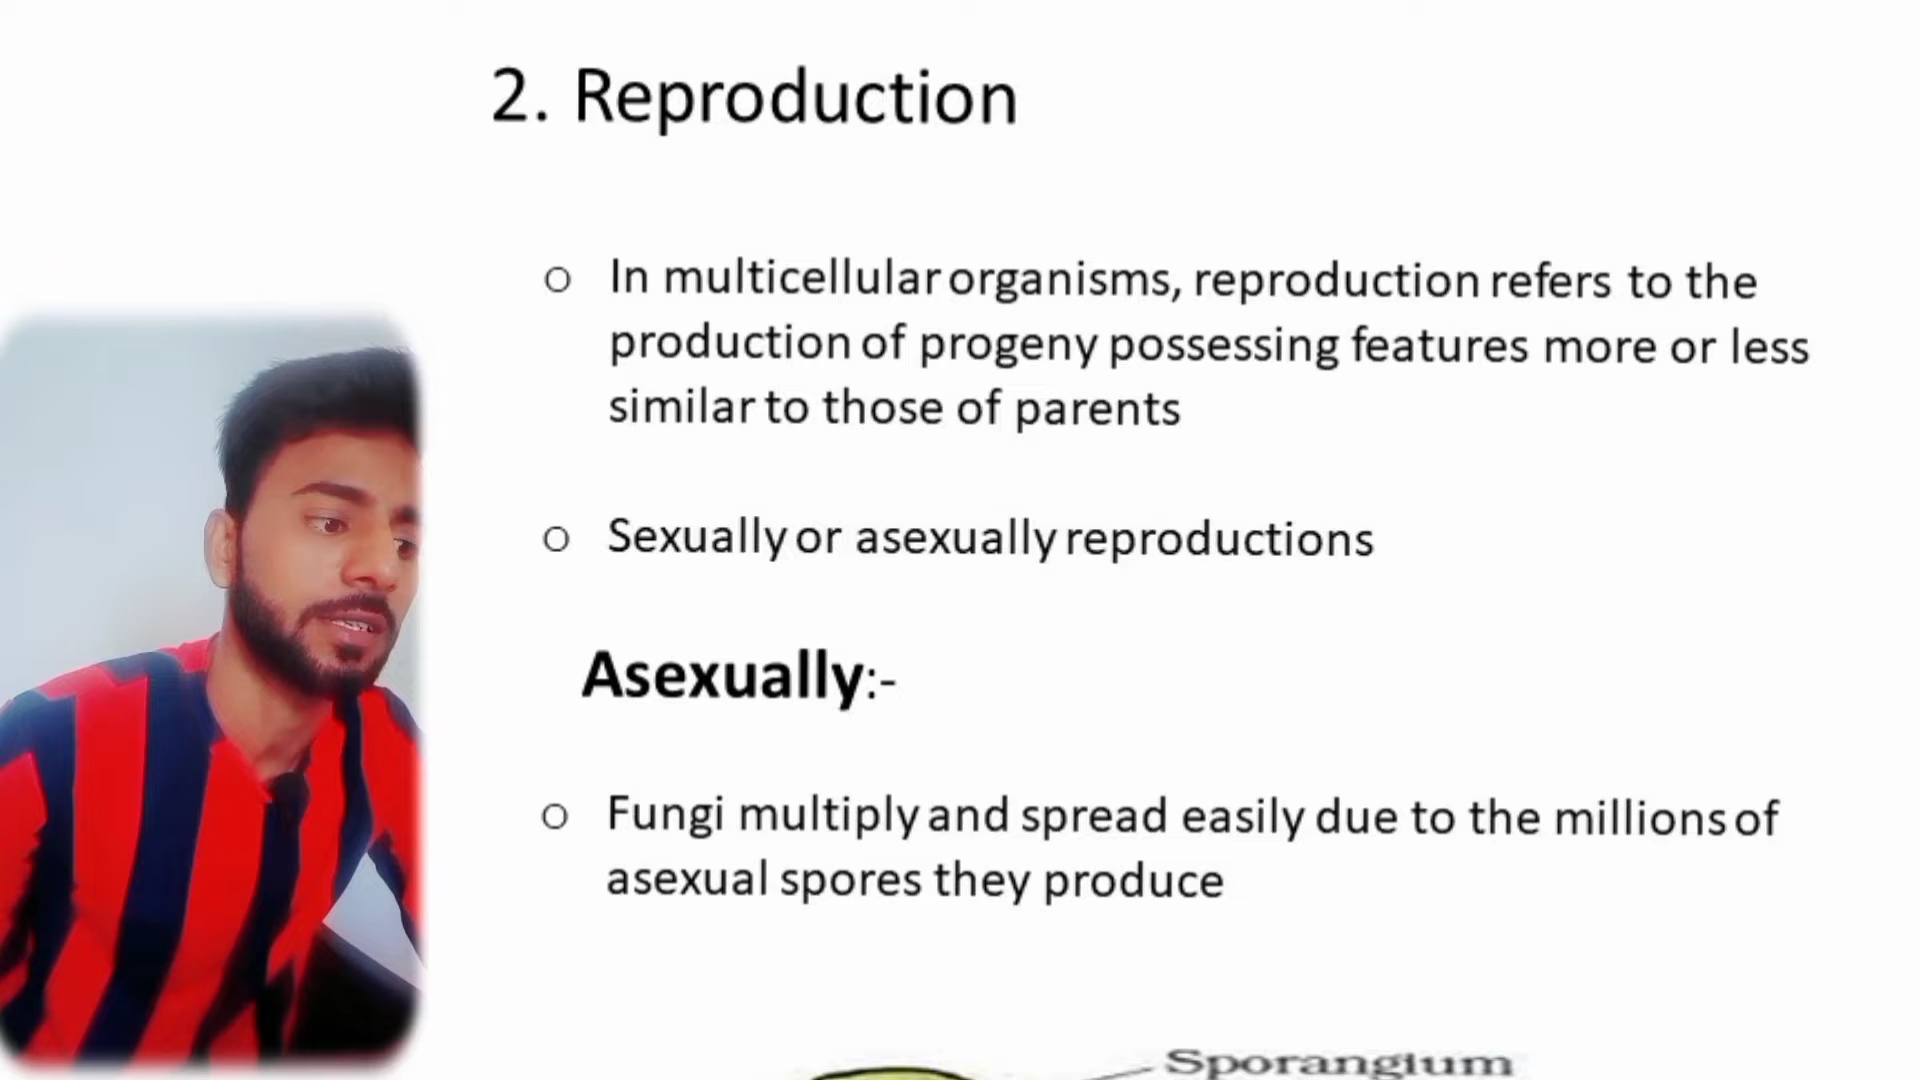 2. Reproduction
o In multicellular organisms, reproduction refers to the
production of progeny possessing features more or less
similar to those of parents
o Sexually or asexually reproductions
Asexually:-
o Fungi multiply and spread easily due to the millions of
asexual spores they produce
Sporangium